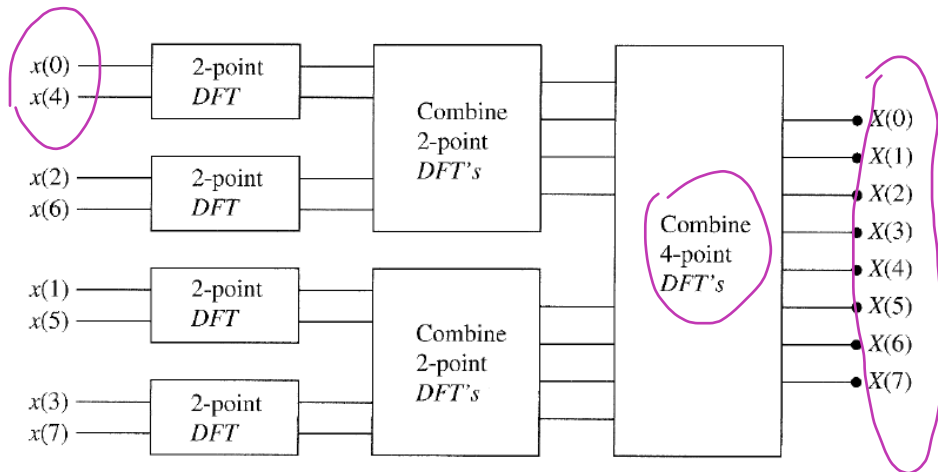 x(0)
x(4)
2-point
DFT
x(2)
x(6)
2-point
DFT
Combine
2-point
DFT's
x(1)
x(5)
2-point
DFT
x(3)
x(7)
2-point
DFT
Combine
2-point
DFT's
Combine
4-point
DFT's
X(0)
X(1)
X(2)
X(3)
X(4)
X(5)
X(6)
X(7)